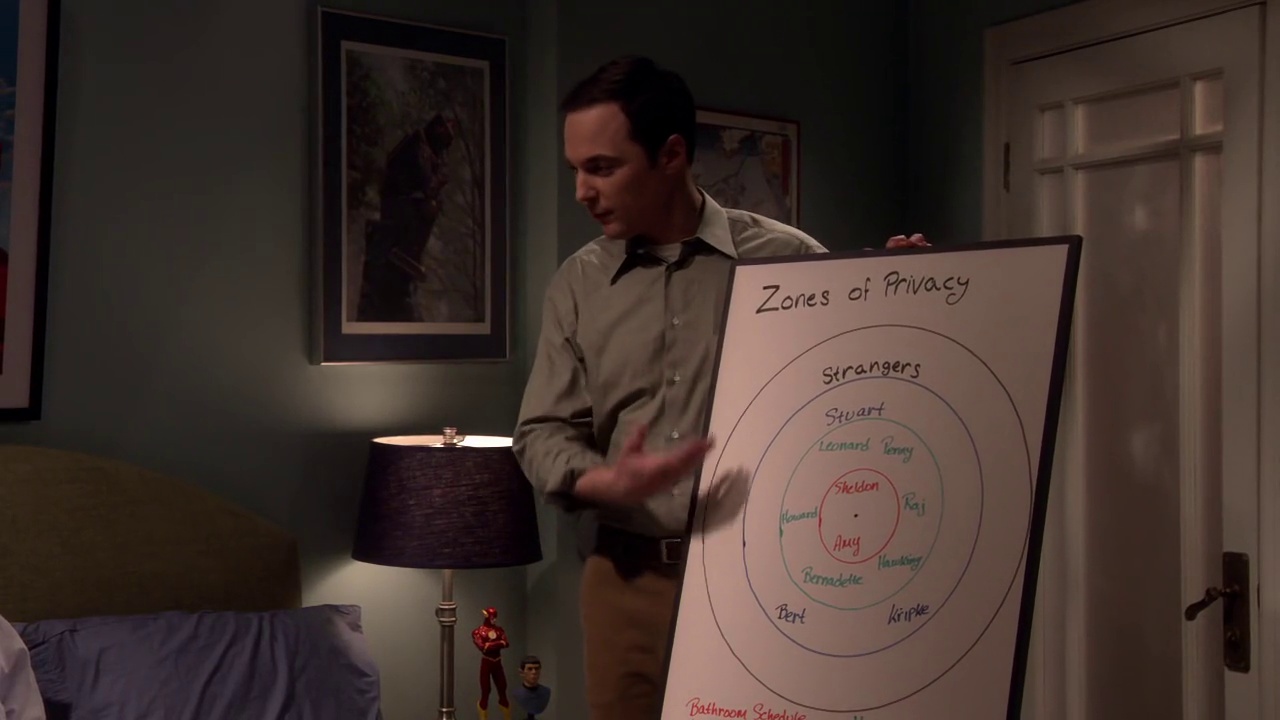 Zones of Privacy
Strangers
Stuart
Leonard Penny
Sheldon
Howard Raj
Amy
Hawking
Bernadette
Bert Kripke
Bathroom Schedule